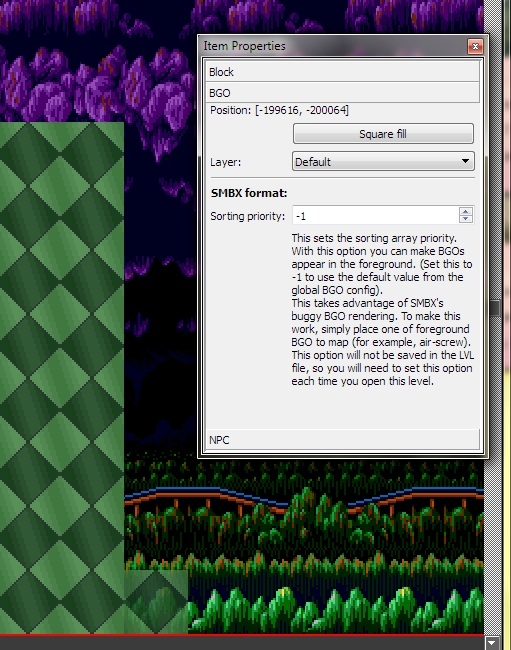 Item Properties
Block
BGO
Position: [-199616, -200064]
Square fill
Layer: Default
SMBX format:
Sorting priority: -1
This sets the sorting array priority.
With this option you can make BGOs
appear in the foreground. (Set this to
-1 to use the default value from the
global BGO config).
This takes advantage of SMBX's
buggy BGO rendering. To make this
work, simply place one of foreground
BGO to map (for example, air-screw).
This option will not be saved in the LVL
file, so you will need to set this option
each time you open this level.
NPC